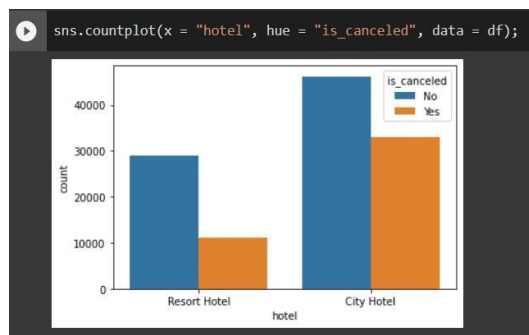 sns.countplot(x = "hotel", hue = "is_canceled", data = df);
is_canceled
No
Yes
40000
30000
20000
10000
0
count
Resort Hotel
City Hotel
hotel